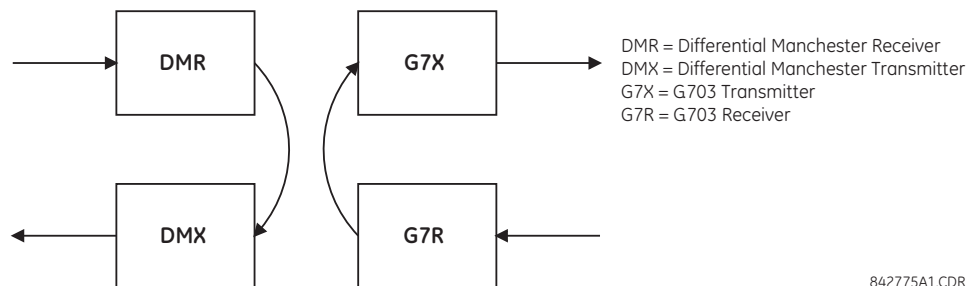 DMR
G7X
DMR = Differential Manchester Receiver
DMX = Differential Manchester Transmitter
G7X = G703 Transmitter
G7R = G703 Receiver
DMX
G7R
842775A1.CDR